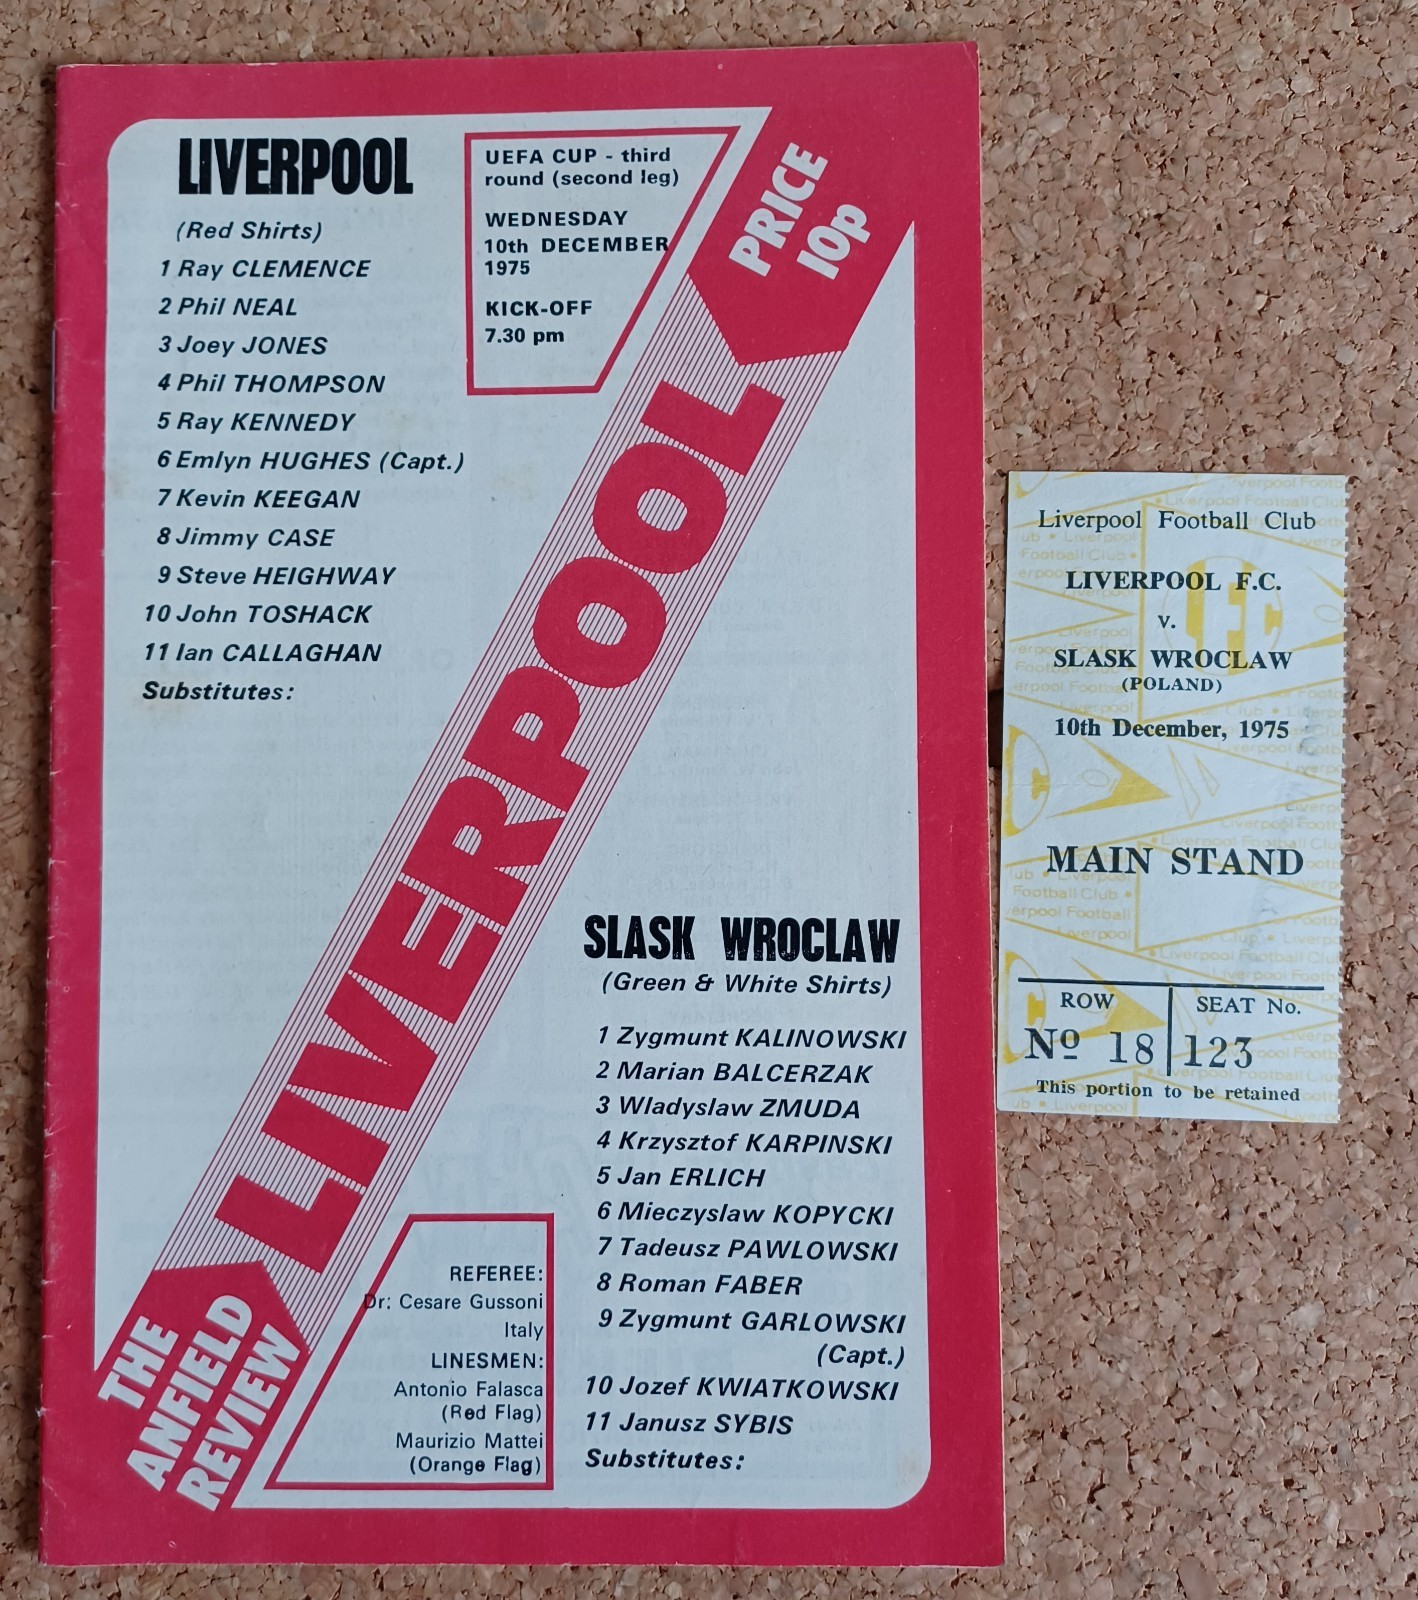 LIVERPOOL
(Red Shirts)
1 Ray CLEMENCE
2 Phil NEAL
3 Joey JONES
4 Phil THOMPSON
5 Ray KENNEDY
6 Emlyn HUGHES (Capt.)
7 Kevin KEEGAN
8 Jimmy CASE
9 Steve HEIGHWAY
10 John TOSHACK
11 Ian CALLAGHAN
Substitutes:
UEFA CUP - third
round (second leg)
WEDNESDAY
10th DECEMBER
1975
KICK-OFF
7.30 pm
PRICE
10p
LIVERPOOL
THE
ANFIELD
REVIEW
SLASK WROCLAW
(Green & White Shirts)
1 Zygmunt KALINOWSKI
2 Marian BALCERZAK
3 Wladyslaw ZMUDA
4 Krzysztof KARPINSKI
5 Jan ERLICH
6 Mieczyslaw KOPYCKI
7 Tadeusz PAWLOWSKI
8 Roman FABER
9 Zygmunt GARLOWSKI
(Capt.)
10 Jozef KWIATKOWSKI
11 Janusz SYBIS
Substitutes:
REFEREE:
Dr: Cesare Gussoni
Italy
LINESMEN:
Antonio Falasca
(Red Flag)
Maurizio Mattei
(Orange Flag)
Liverpool Football Club
LIVERPOOL F.C.
v.
SLASK WROCLAW
(POLAND)
10th December, 1975
MAIN STAND
ROW
Nº 18
SEAT No.
123
This portion to be retained
LFC